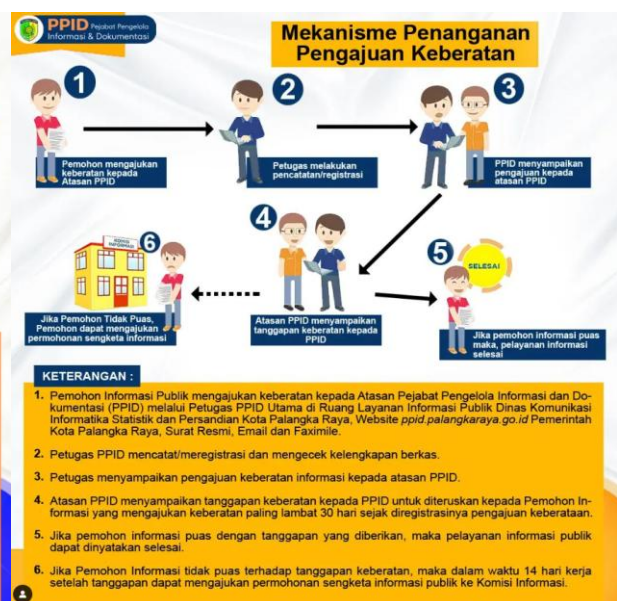 PPID Pejabat Pengelola
Informasi & Dokumentasi
Mekanisme Penanganan
Pengajuan Keberatan
1
Pemohon mengajukan
keberatan kepada
Atasan PPID
2
Petugas melakukan
pencatatan/registrasi
3
PPID menyampaikan
pengajuan kepada
atasan PPID
4
Atasan PPID menyampaikan
tanggapan keberatan kepada
PPID
5
SELESAI
Jika pemohon informasi puas
maka, pelayanan informasi
selesai
6
Jika Pemohon Tidak Puas,
Pemohon dapat mengajukan
permohonan sengketa informasi
KETERANGAN :
1. Pemohon Informasi Publik mengajukan keberatan kepada Atasan Pejabat Pengelola Informasi dan Do-
kumentasi (PPID) melalui Petugas PPID Utama di Ruang Layanan Informasi Publik Dinas Komunikasi
Informatika Statistik dan Persandian Kota Palangka Raya, Website ppid.palangkaraya.go.id Pemerintah
Kota Palangka Raya, Surat Resmi, Email dan Faximile.
2. Petugas PPID mencatat/meregistrasi dan mengecek kelengkapan berkas.
3. Petugas menyampaikan pengajuan keberatan informasi kepada atasan PPID.
4. Atasan PPID menyampaikan tanggapan keberatan kepada PPID untuk diteruskan kepada Pemohon In-
formasi yang mengajukan keberatan paling lambat 30 hari sejak diregistrasinya pengajuan keberataan.
5. Jika pemohon informasi puas dengan tanggapan yang diberikan, maka pelayanan informasi publik
dapat dinyatakan selesai.
6. Jika Pemohon Informasi tidak puas terhadap tanggapan keberatan, maka dalam waktu 14 hari kerja
setelah tanggapan dapat mengajukan permohonan sengketa informasi publik ke Komisi Informasi.